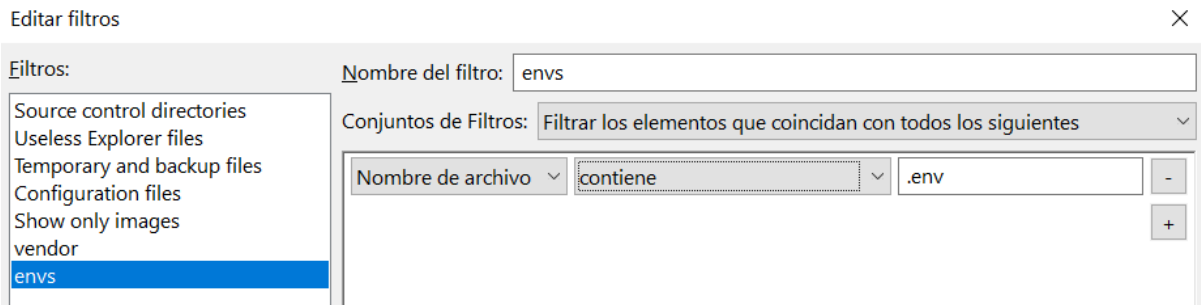 Editar filtros
Filtros:
Source control directories
Useless Explorer files
Temporary and backup files
Configuration files
Show only images
vendor
envs
Nombre del filtro: envs
Conjuntos de Filtros: Filtrar los elementos que coincidan con todos los siguientes
Nombre de archivo contiene .env -
+